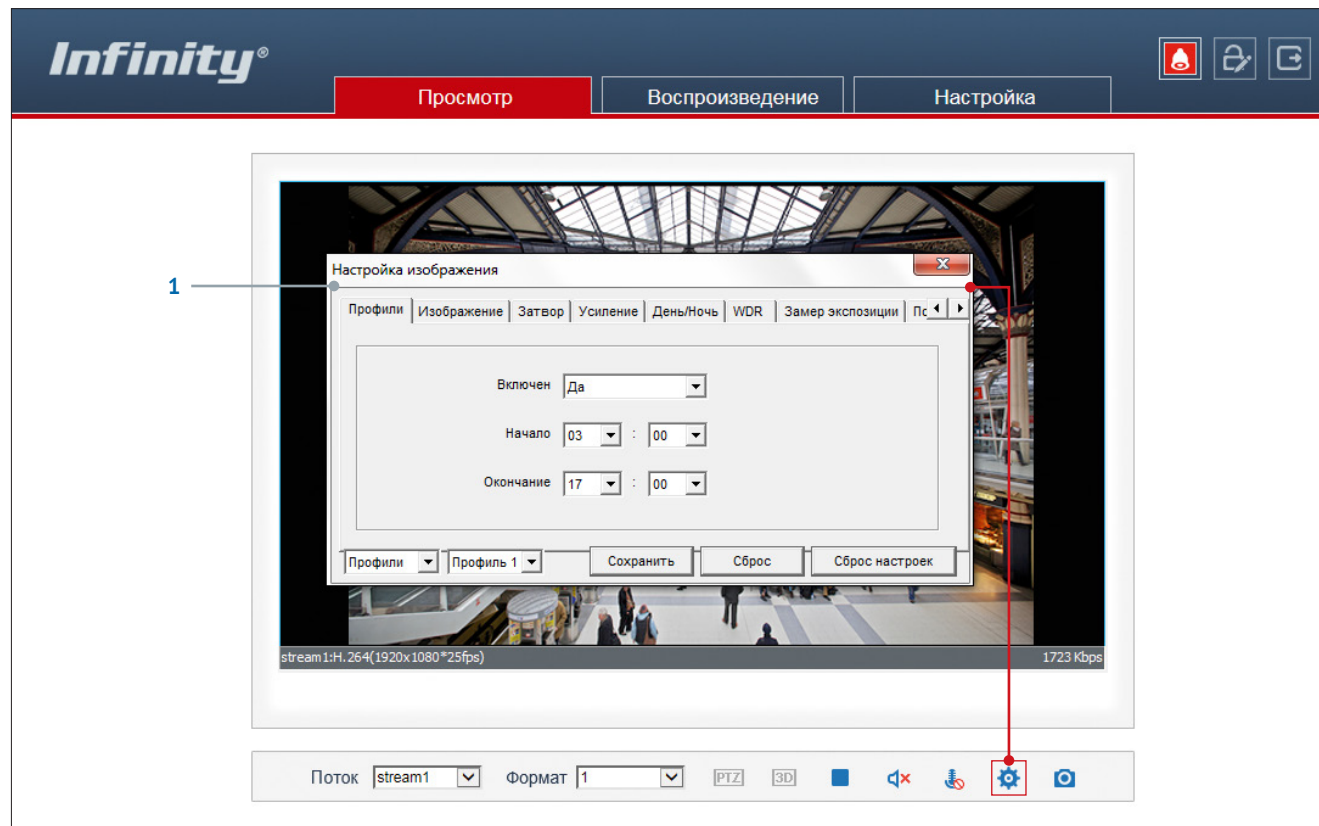 Infinity®
Просмотр
Воспроизведение
Настройка
Настройка изображения
1
Профили Изображение Затвор Усиление День/Ночь WDR Замер экспозиции По
Включен Да
Начало 03 : 00
Окончание 17 : 00
Профили Профиль 1 Сохранить Сброс Сброс настроек
stream1:H.264(1920x1080*25fps) 1723 Kbps
Поток stream1 Формат 1 PTZ 3D